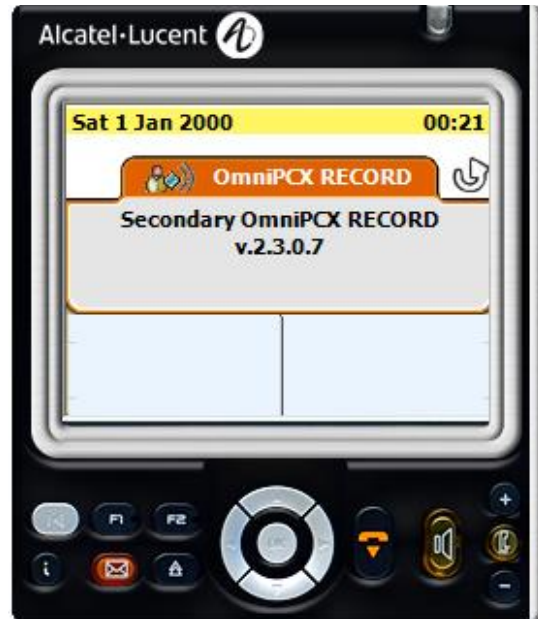 Alcatel·Lucent
Sat 1 Jan 2000 00:21
OmniPCX RECORD
Secondary OmniPCX RECORD
v.2.3.0.7
F1 F2
i
+
-